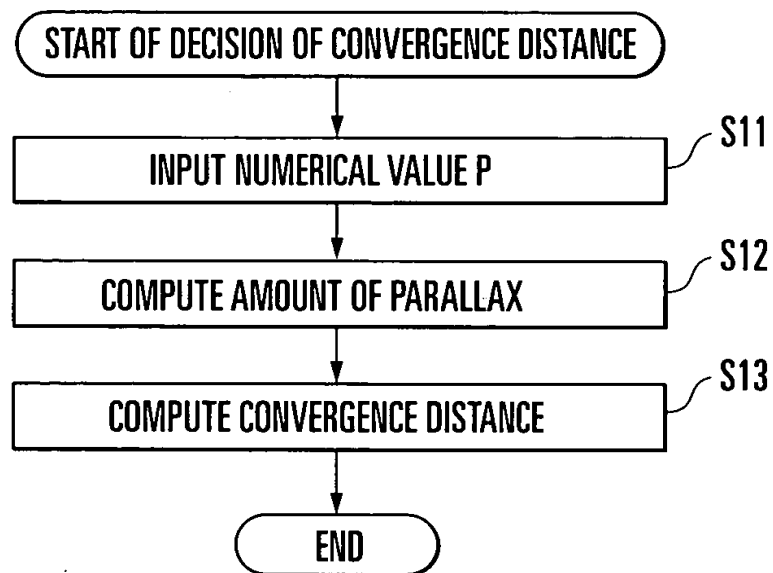 START OF DECISION OF CONVERGENCE DISTANCE
S11
INPUT NUMERICAL VALUE P
S12
COMPUTE AMOUNT OF PARALLAX
S13
COMPUTE CONVERGENCE DISTANCE
END